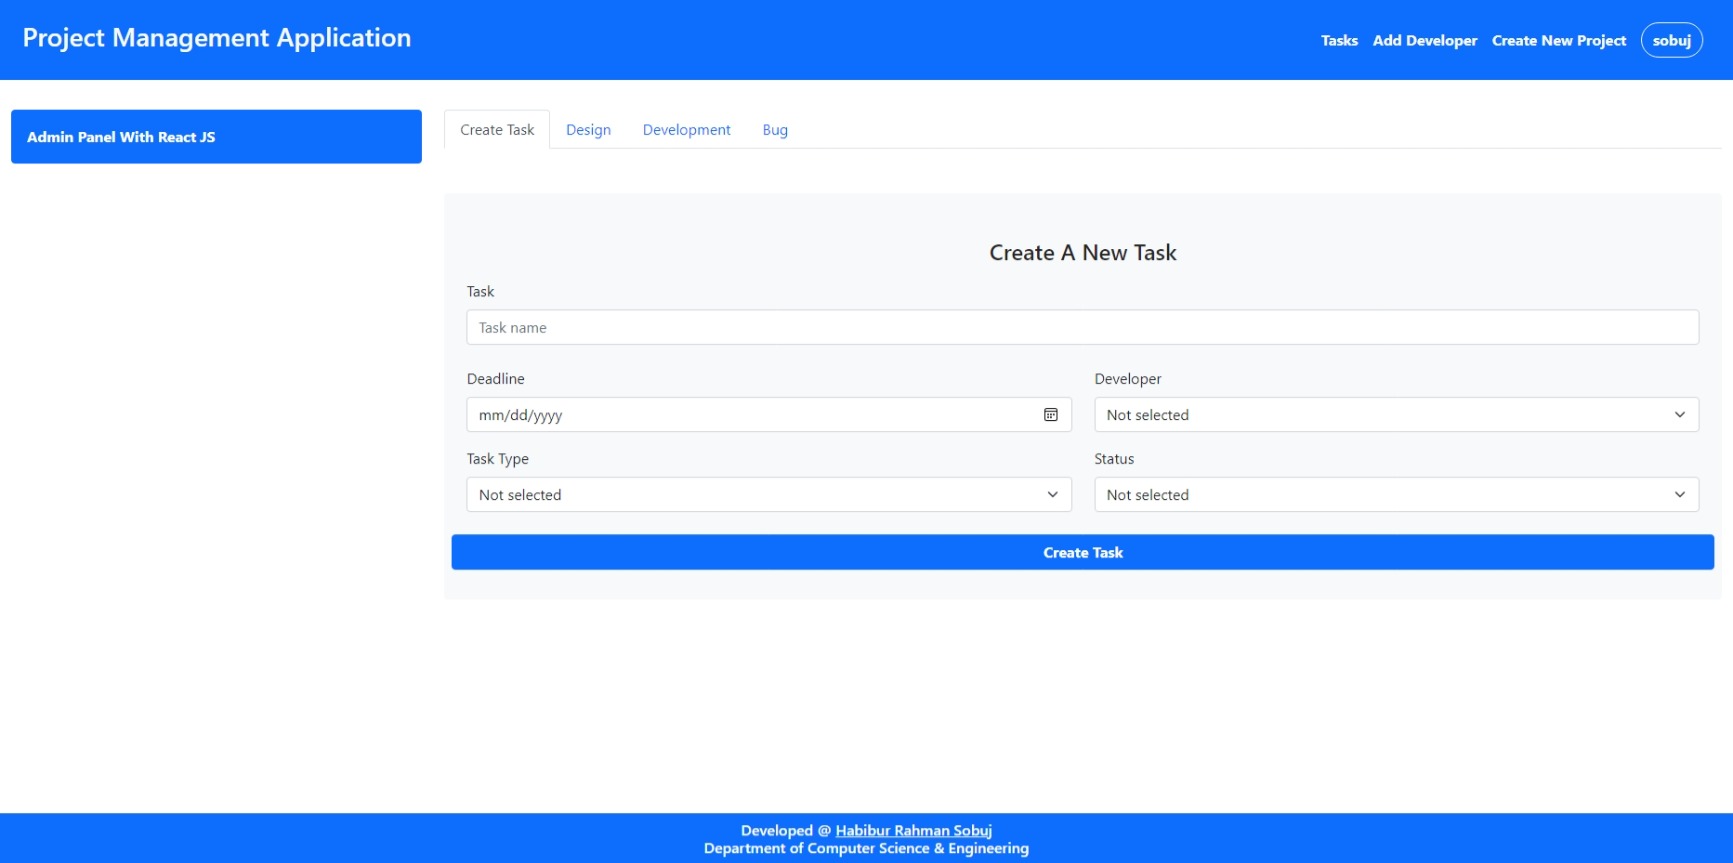 Project Management Application
Tasks Add Developer Create New Project sobuj
Admin Panel With React JS
Create Task Design Development Bug
Create A New Task
Task
Task name
Deadline Developer
mm/dd/yyyy Not selected
Task Type Status
Not selected Not selected
Create Task
Developed @ Habibur Rahman Sobuj
Department of Computer Science & Engineering